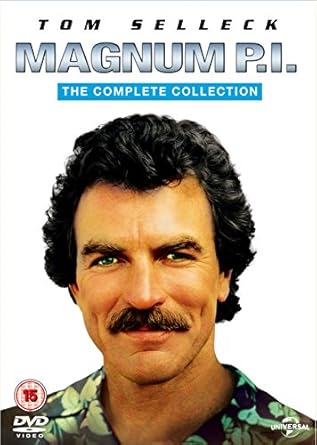 TOM SELLECK
MAGNUM P.I.
THE COMPLETE COLLECTION
15
DVD
VIDEO
UNIVERSAL